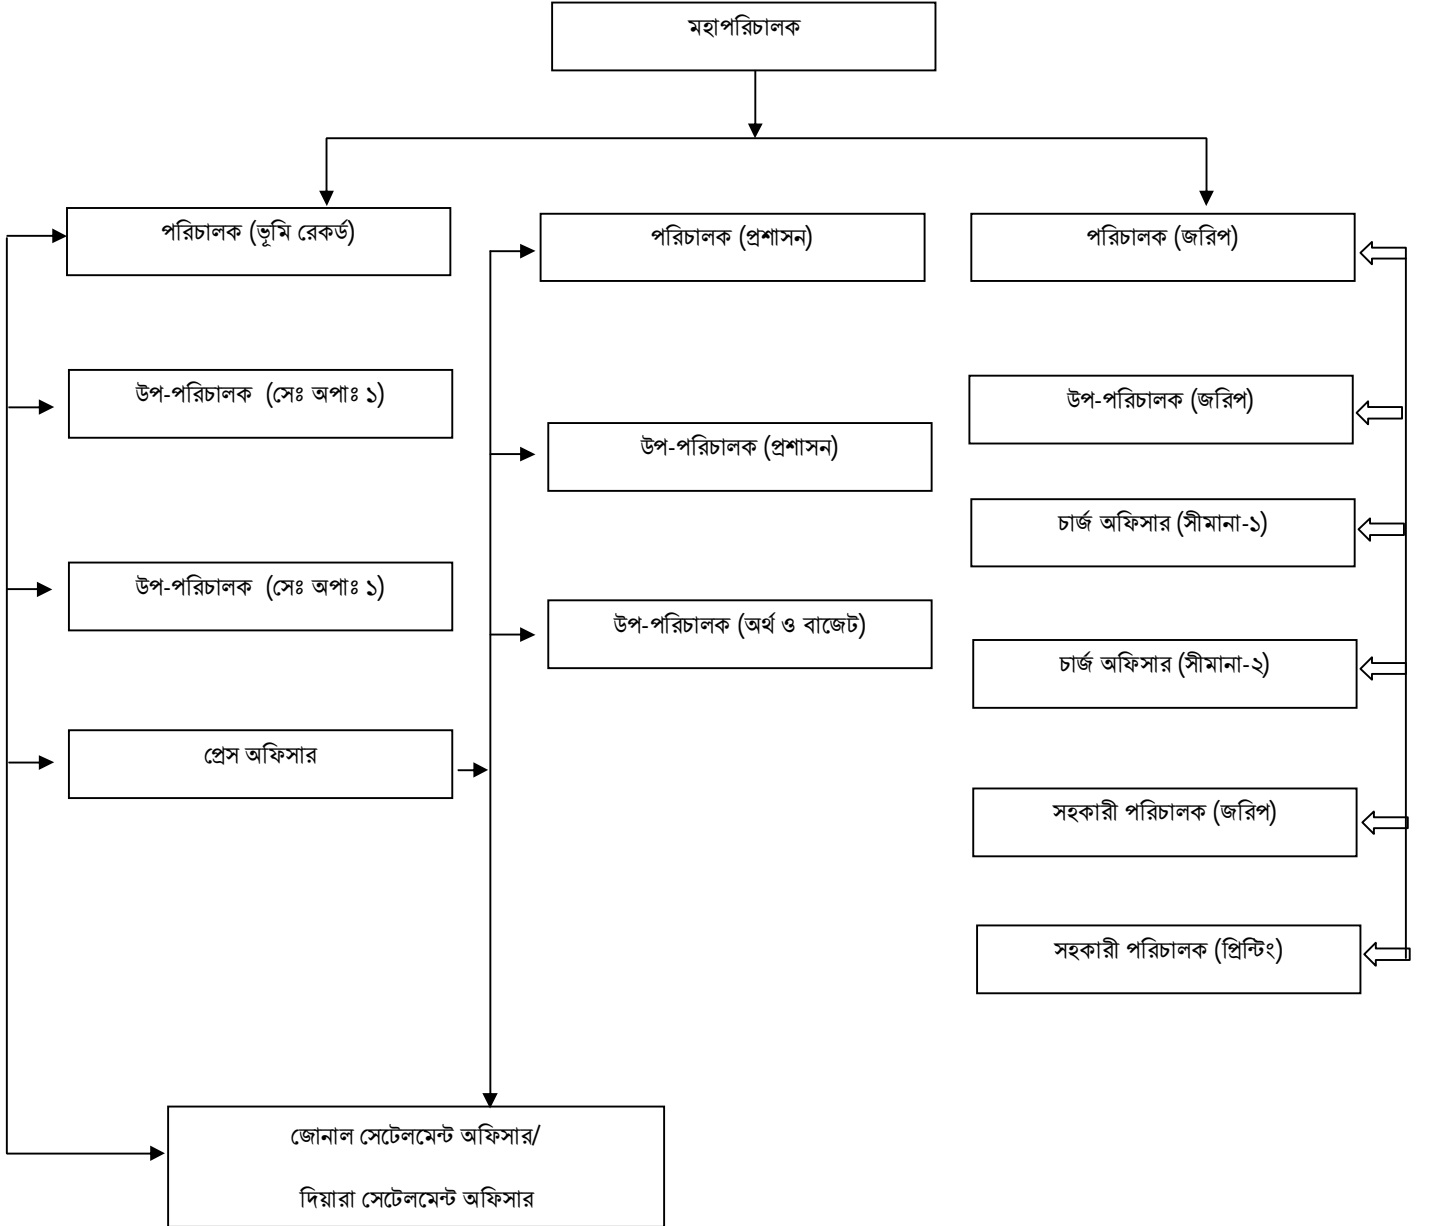 মহাপরিচালক
পরিচালক (ভূমি রেকর্ড)
পরিচালক (প্রশাসন)
পরিচালক (জরিপ)
উপ-পরিচালক (সেঃ অপাঃ ১)
উপ-পরিচালক (জরিপ)
উপ-পরিচালক (প্রশাসন)
চার্জ অফিসার (সীমানা-১)
উপ-পরিচালক (সেঃ অপাঃ ১)
উপ-পরিচালক (অর্থ ও বাজেট)
চার্জ অফিসার (সীমানা-২)
প্রেস অফিসার
সহকারী পরিচালক (জরিপ)
সহকারী পরিচালক (প্রিন্টিং)
জোনাল সেটেলমেন্ট অফিসার/
দিয়ারা সেটেলমেন্ট অফিসার